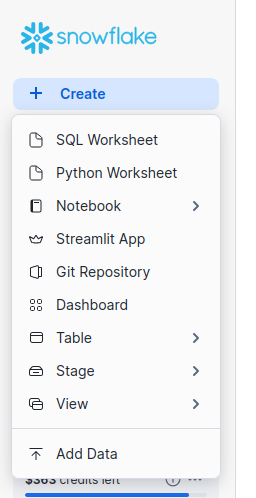 snowflake
+ Create
SQL Worksheet
Python Worksheet
Notebook
Streamlit App
Git Repository
Dashboard
Table
Stage
View
Add Data
$363 credits left